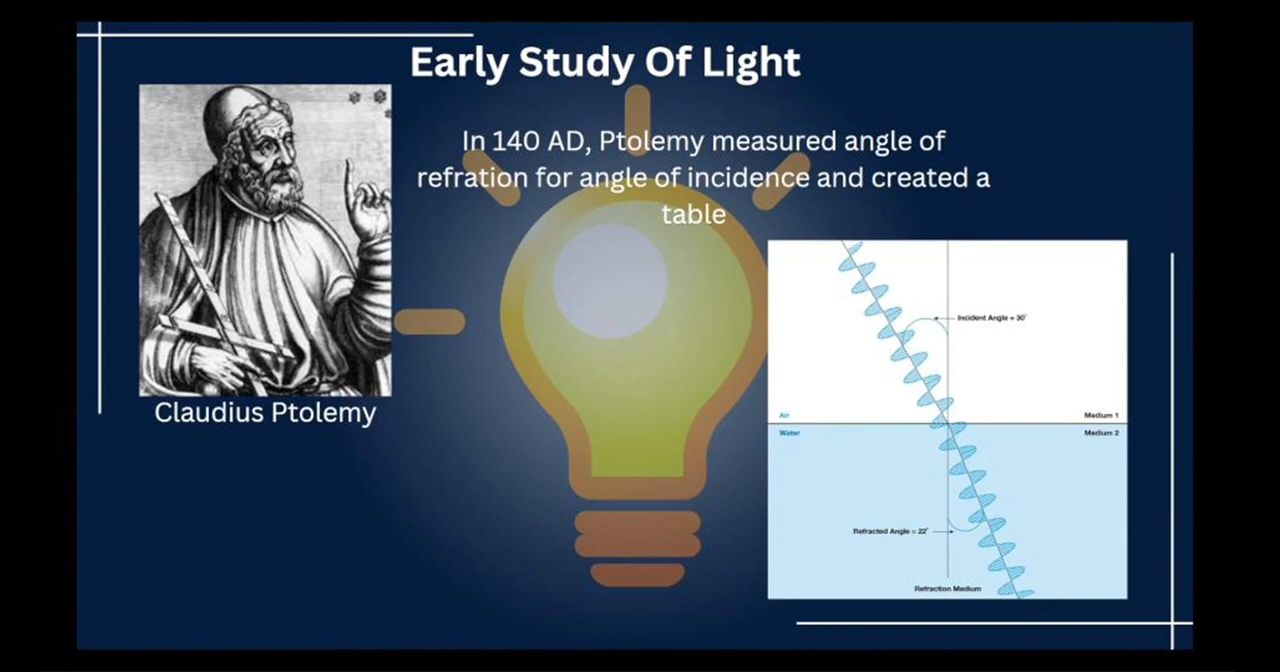 Early Study Of Light
In 140 AD, Ptolemy measured angle of
refration for angle of incidence and created a
table
Claudius Ptolemy
Incident Angle = 30°
Air
Medium 1
Water
Medium 2
Refracted Angle = 22°
Refraction Medium